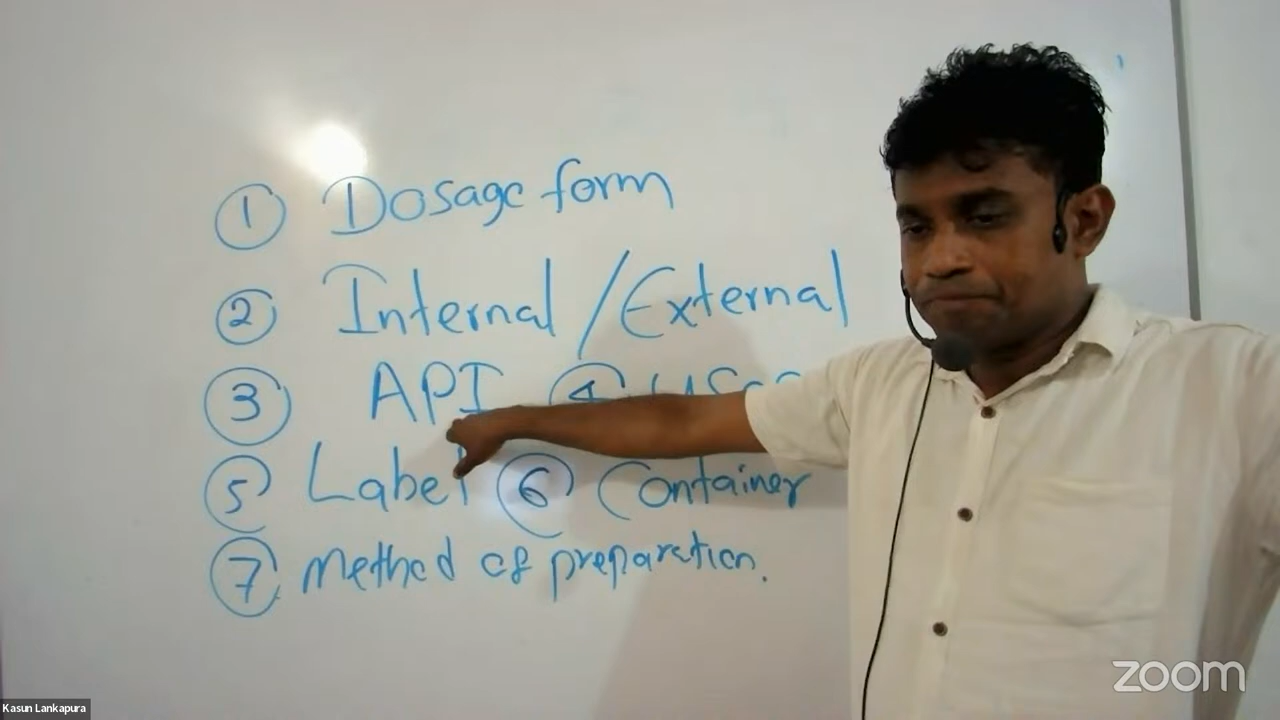 ① Dosage form
② Internal / External
③ API ④
⑤ Label ⑥ Container
⑦ Method of preparation.
Kasun Lankapura
zoom